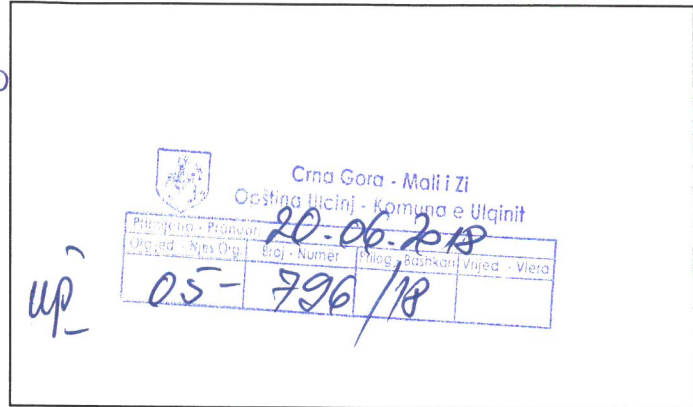 Crna Gora - Mali i Zi
Opština Ulcinj - Komuna e Ulqinit
Primljeno - Pranuar: 20.06.2018
Org.jed - Njes.Org. Broj - Numer Prilog - Bashkan Vrijed - Vlera
UP 05- 796/18